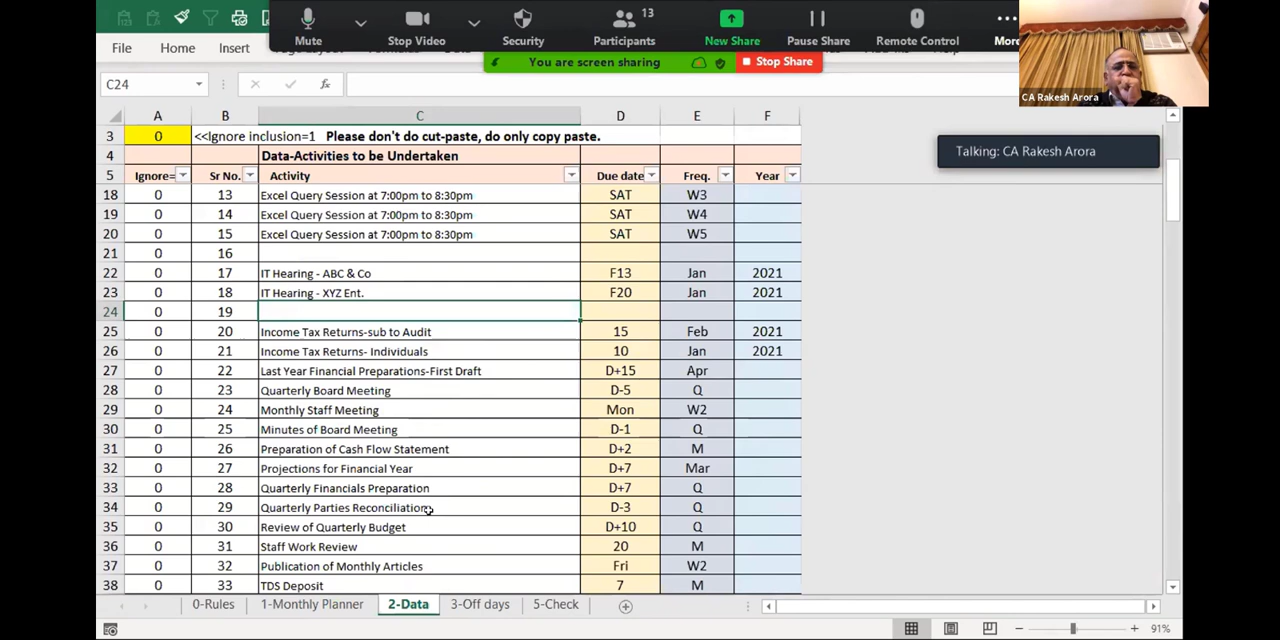 Mute
Stop Video
Security
13
Participants
New Share
Pause Share
Remote Control
More
File Home Insert
You are screen sharing
Stop Share
CA Rakesh Arora
C24
fx
Talking: CA Rakesh Arora
A B C D E F
3 0 <<Ignore inclusion=1 Please don't do cut-paste, do only copy paste.
4 Data-Activities to be Undertaken
5 Ignore= Sr No. Activity Due date Freq. Year
18 0 13 Excel Query Session at 7:00pm to 8:30pm SAT W3
19 0 14 Excel Query Session at 7:00pm to 8:30pm SAT W4
20 0 15 Excel Query Session at 7:00pm to 8:30pm SAT W5
21 0 16
22 0 17 IT Hearing - ABC & Co F13 Jan 2021
23 0 18 IT Hearing - XYZ Ent. F20 Jan 2021
24 0 19
25 0 20 Income Tax Returns-sub to Audit 15 Feb 2021
26 0 21 Income Tax Returns- Individuals 10 Jan 2021
27 0 22 Last Year Financial Preparations-First Draft D+15 Apr
28 0 23 Quarterly Board Meeting D-5 Q
29 0 24 Monthly Staff Meeting Mon W2
30 0 25 Minutes of Board Meeting D-1 Q
31 0 26 Preparation of Cash Flow Statement D+2 M
32 0 27 Projections for Financial Year D+7 Mar
33 0 28 Quarterly Financials Preparation D+7 Q
34 0 29 Quarterly Parties Reconciliation D-3 Q
35 0 30 Review of Quarterly Budget D+10 Q
36 0 31 Staff Work Review 20 M
37 0 32 Publication of Monthly Articles Fri W2
38 0 33 TDS Deposit 7 M
0-Rules 1-Monthly Planner 2-Data 3-Off days 5-Check
91%